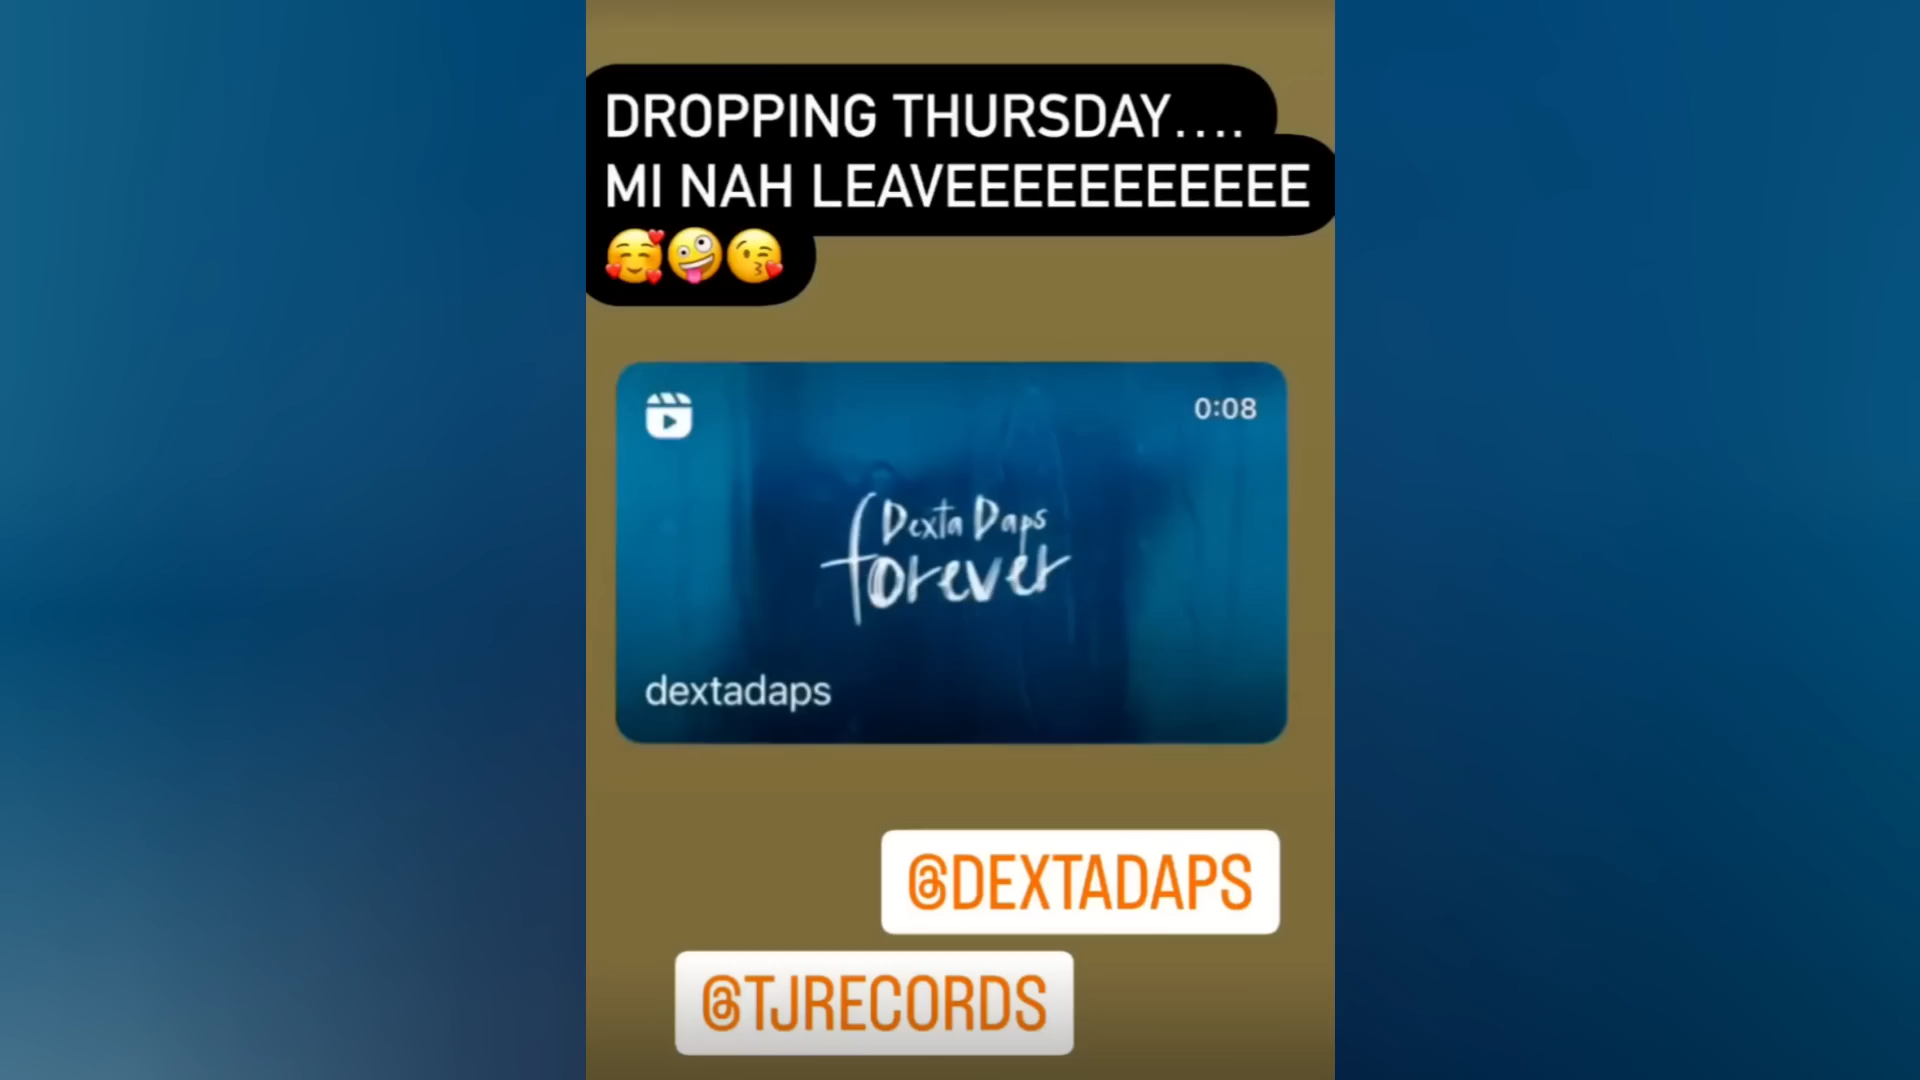 DROPPING THURSDAY....
MI NAH LEAVEEEEEEEEEEE
🥰🤪😘
0:08
Dexta Daps
forever
dextadaps
@DEXTADAPS
@TJRECORDS